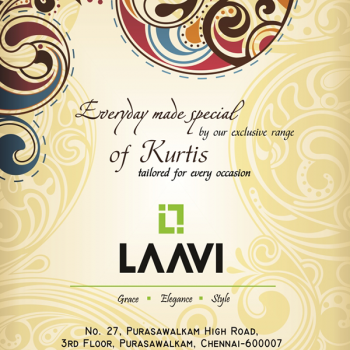 Everyday made special
by our exclusive range
of Kurtis
tailored for every occasion
LAAVI
Grace • Elegance • Style
No. 27, Purasawalkam High Road,
3rd Floor, Purasawalkam, Chennai-600007